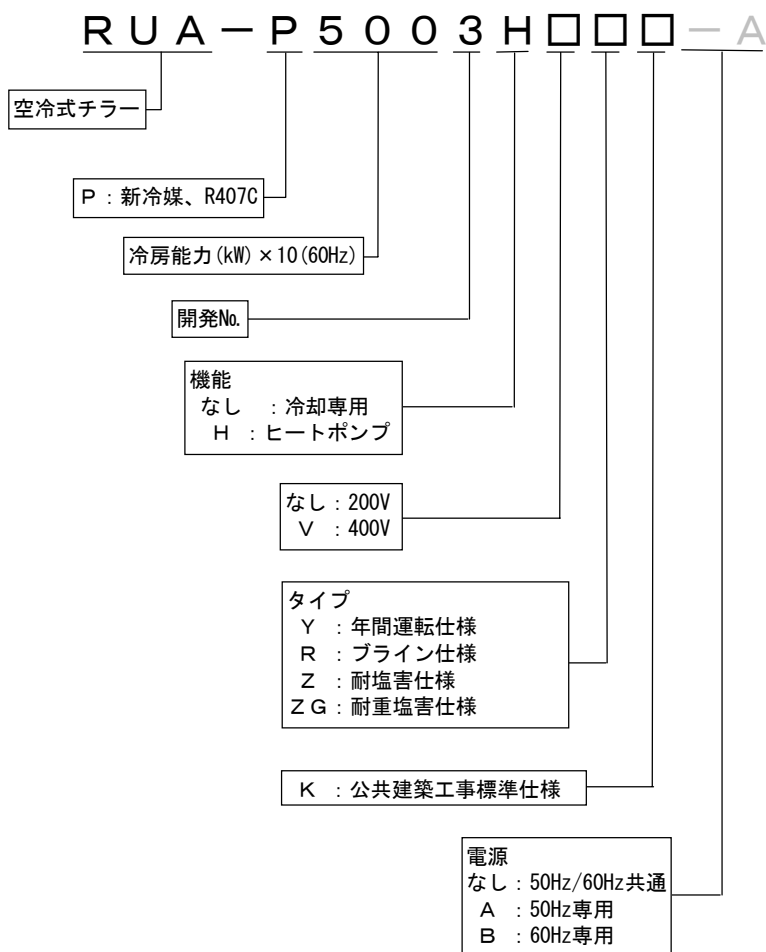 RUA－P5003H□□□－A
空冷式チラー
P：新冷媒、R407C
冷房能力(kW)×10(60Hz)
開発№.
機能
なし ：冷却専用
H ：ヒートポンプ
なし：200V
V ：400V
タイプ
Y ：年間運転仕様
R ：ブライン仕様
Z ：耐塩害仕様
ZG：耐重塩害仕様
K ：公共建築工事標準仕様
電源
なし：50Hz/60Hz共通
A ：50Hz専用
B ：60Hz専用